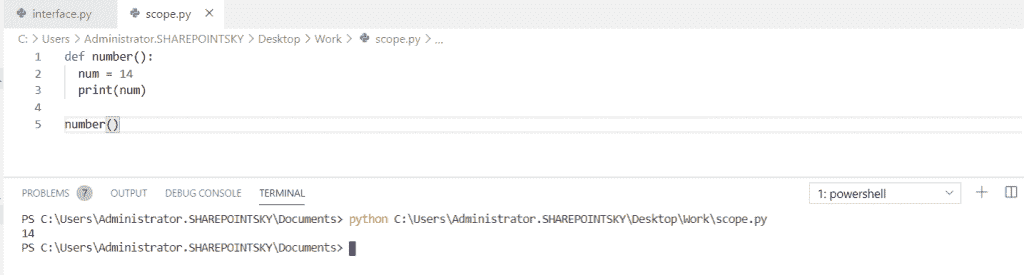 interface.py scope.py ×
C: > Users > Administrator.SHAREPOINTSKY > Desktop > Work > scope.py > ...
1 def number():
2 num = 14
3 print(num)
4
5 number()
PROBLEMS 7 OUTPUT DEBUG CONSOLE TERMINAL 1: powershell
PS C:\Users\Administrator.SHAREPOINTSKY\Documents> python C:\Users\Administrator.SHAREPOINTSKY\Desktop\Work\scope.py
14
PS C:\Users\Administrator.SHAREPOINTSKY\Documents>